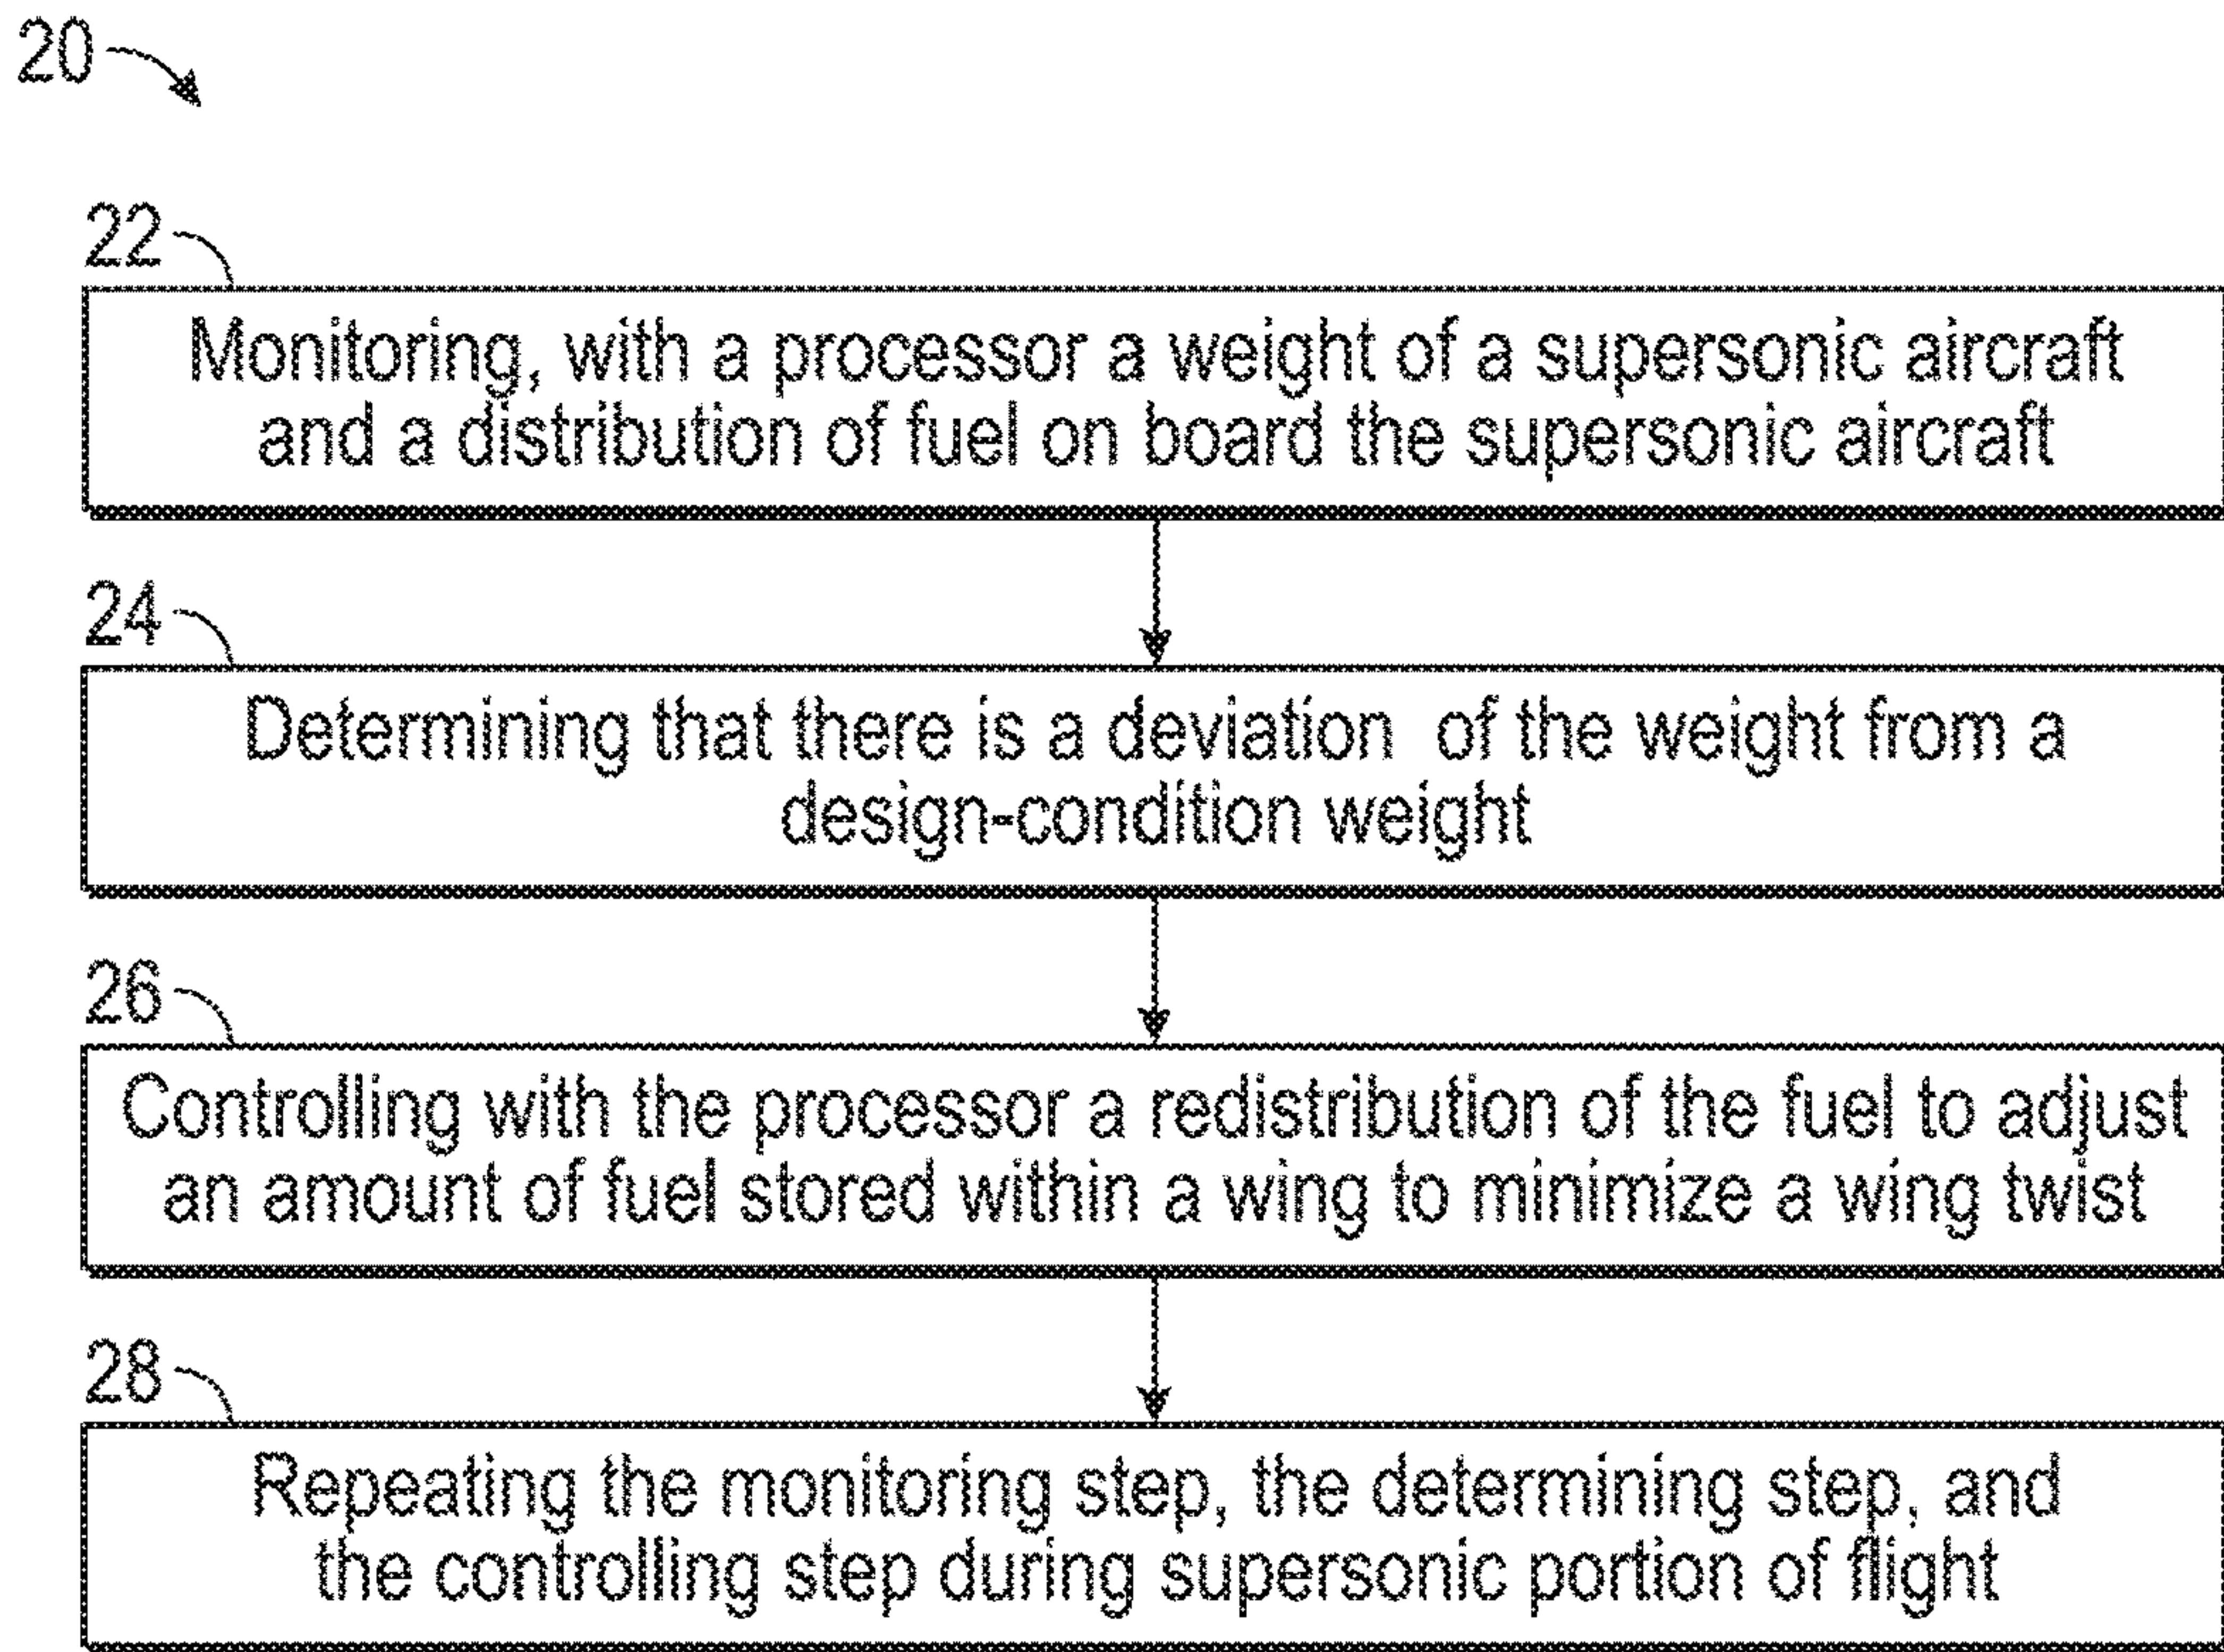 20
22
Monitoring, with a processor a weight of a supersonic aircraft
and a distribution of fuel on board the supersonic aircraft
24
Determining that there is a deviation of the weight from a
design-condition weight
26
Controlling with the processor a redistribution of the fuel to adjust
an amount of fuel stored within a wing to minimize a wing twist
28
Repeating the monitoring step, the determining step, and
the controlling step during supersonic portion of flight